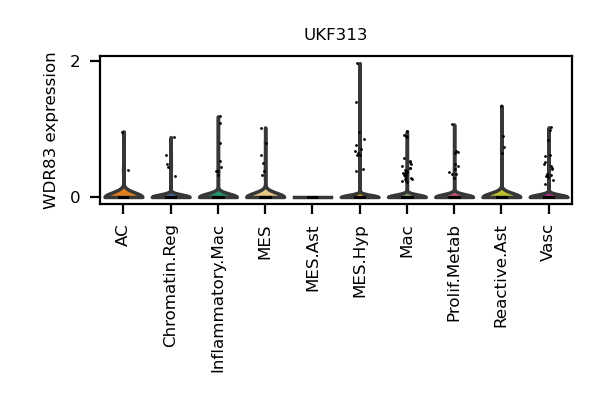 UKF313
WDR83 expression
2
0
AC
Chromatin.Reg
Inflammatory.Mac
MES
MES.Ast
MES.Hyp
Mac
Prolif.Metab
Reactive.Ast
Vasc